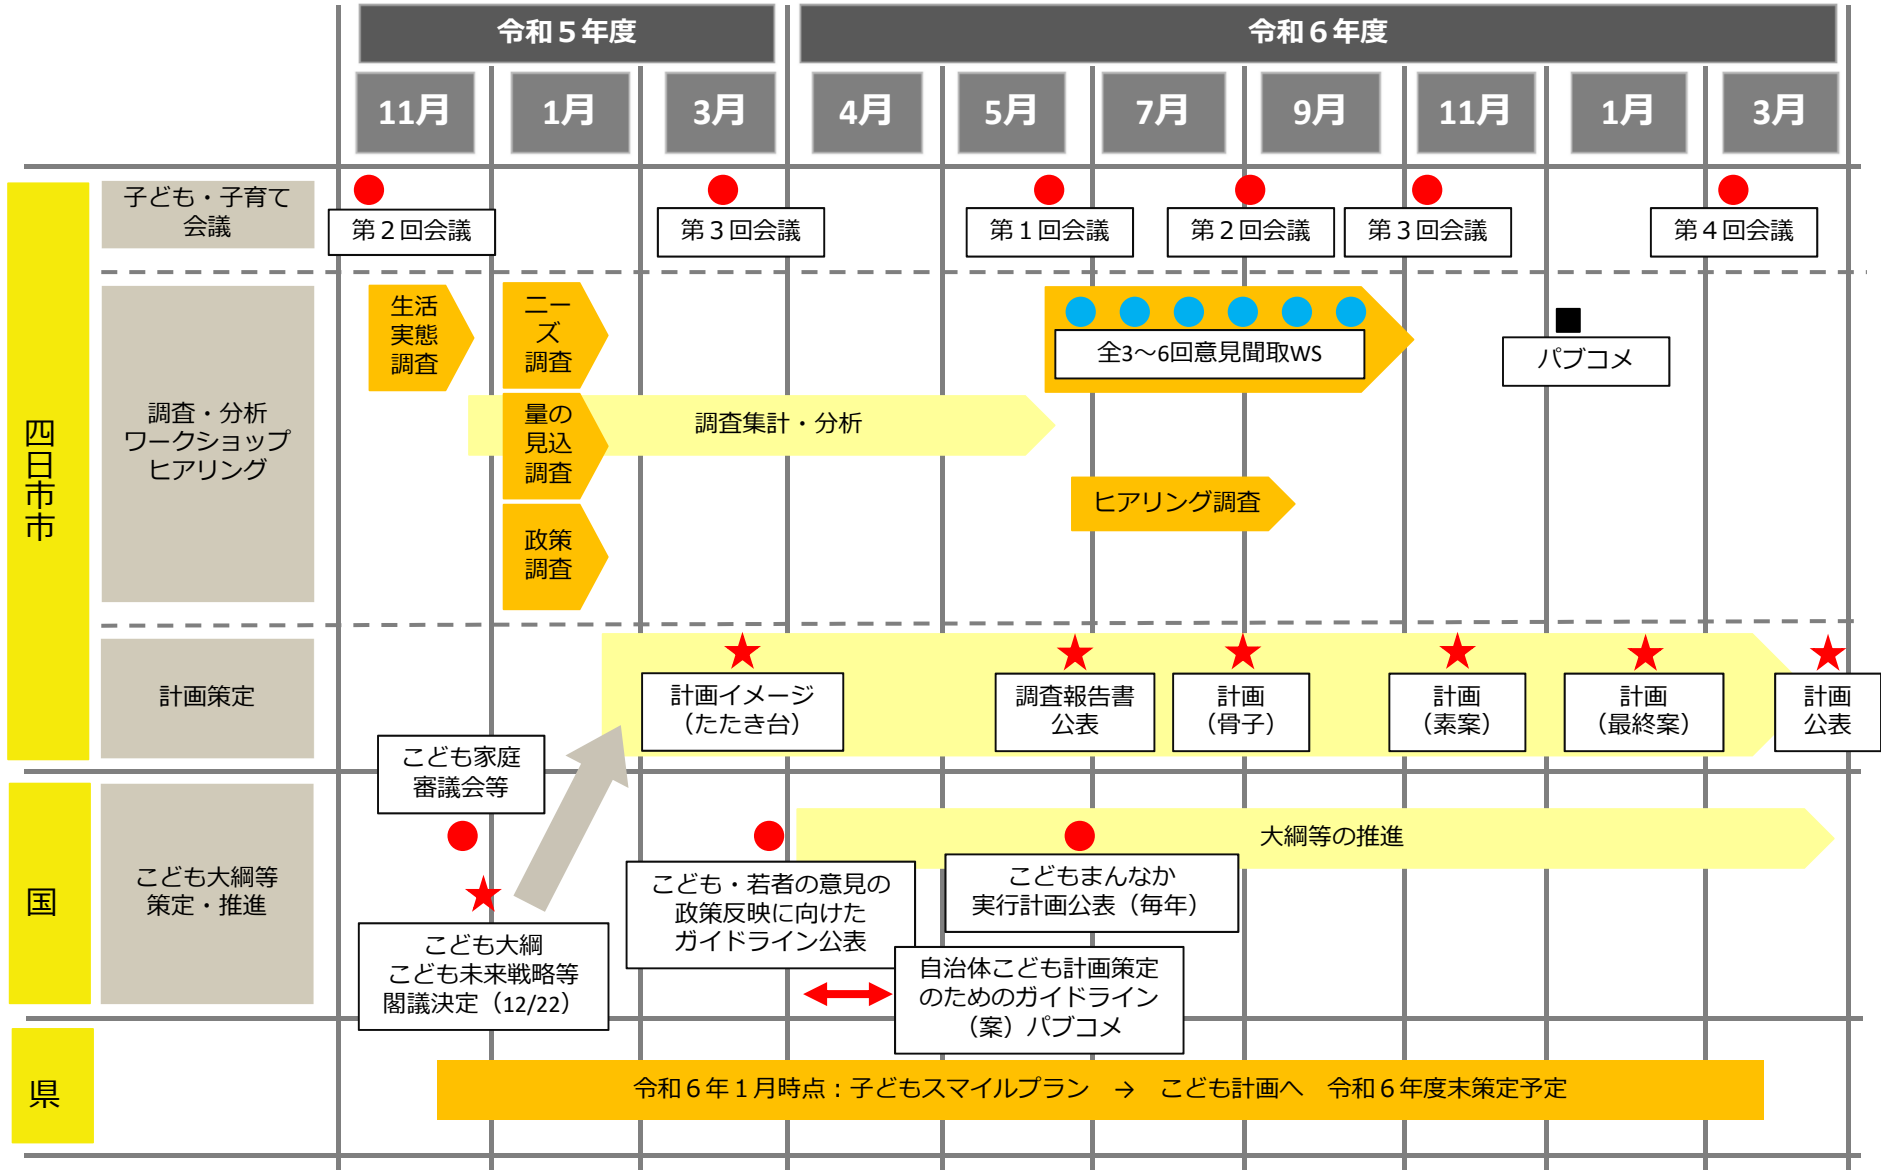 令和５年度
令和６年度
11月
1月
3月
4月
5月
7月
9月
11月
1月
3月
四日市市
子ども・子育て
会議
第２回会議
第３回会議
第１回会議
第２回会議
第３回会議
第４回会議
調査・分析
ワークショップ
ヒアリング
生活
実態
調査
ニー
ズ
調査
量の
見込
調査
政策
調査
調査集計・分析
全3～6回意見聞取WS
ヒアリング調査
パブコメ
計画策定
計画イメージ
（たたき台）
調査報告書
公表
計画
（骨子）
計画
（素案）
計画
（最終案）
計画
公表
国
こども大綱等
策定・推進
こども家庭
審議会等
こども大綱
こども未来戦略等
閣議決定（12/22）
こども・若者の意見の
政策反映に向けた
ガイドライン公表
大綱等の推進
こどもまんなか
実行計画公表（毎年）
自治体こども計画策定
のためのガイドライン
（案）パブコメ
県
令和６年１月時点：子どもスマイルプラン　→　こども計画へ　令和６年度末策定予定